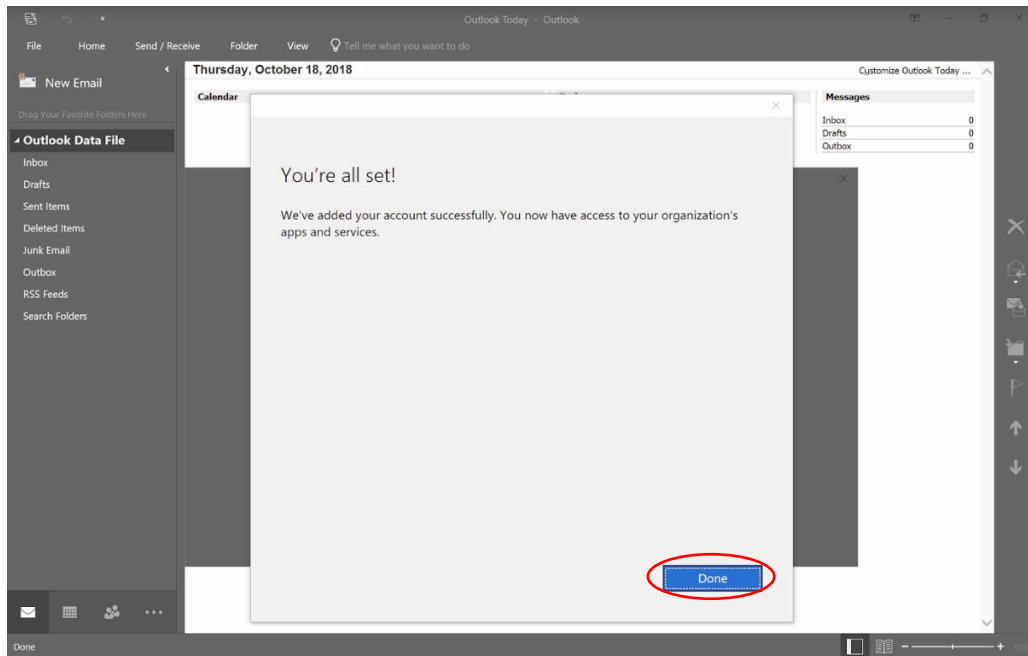 Outlook Today - Outlook
File Home Send / Receive Folder View Tell me what you want to do
New Email
Drag Your Favorite Folders Here
Outlook Data File
Inbox
Drafts
Sent Items
Deleted Items
Junk Email
Outbox
RSS Feeds
Search Folders
Thursday, October 18, 2018
Customize Outlook Today ...
Calendar
Messages
Inbox 0
Drafts 0
Outbox 0
You're all set!
We've added your account successfully. You now have access to your organization's
apps and services.
Done
Done